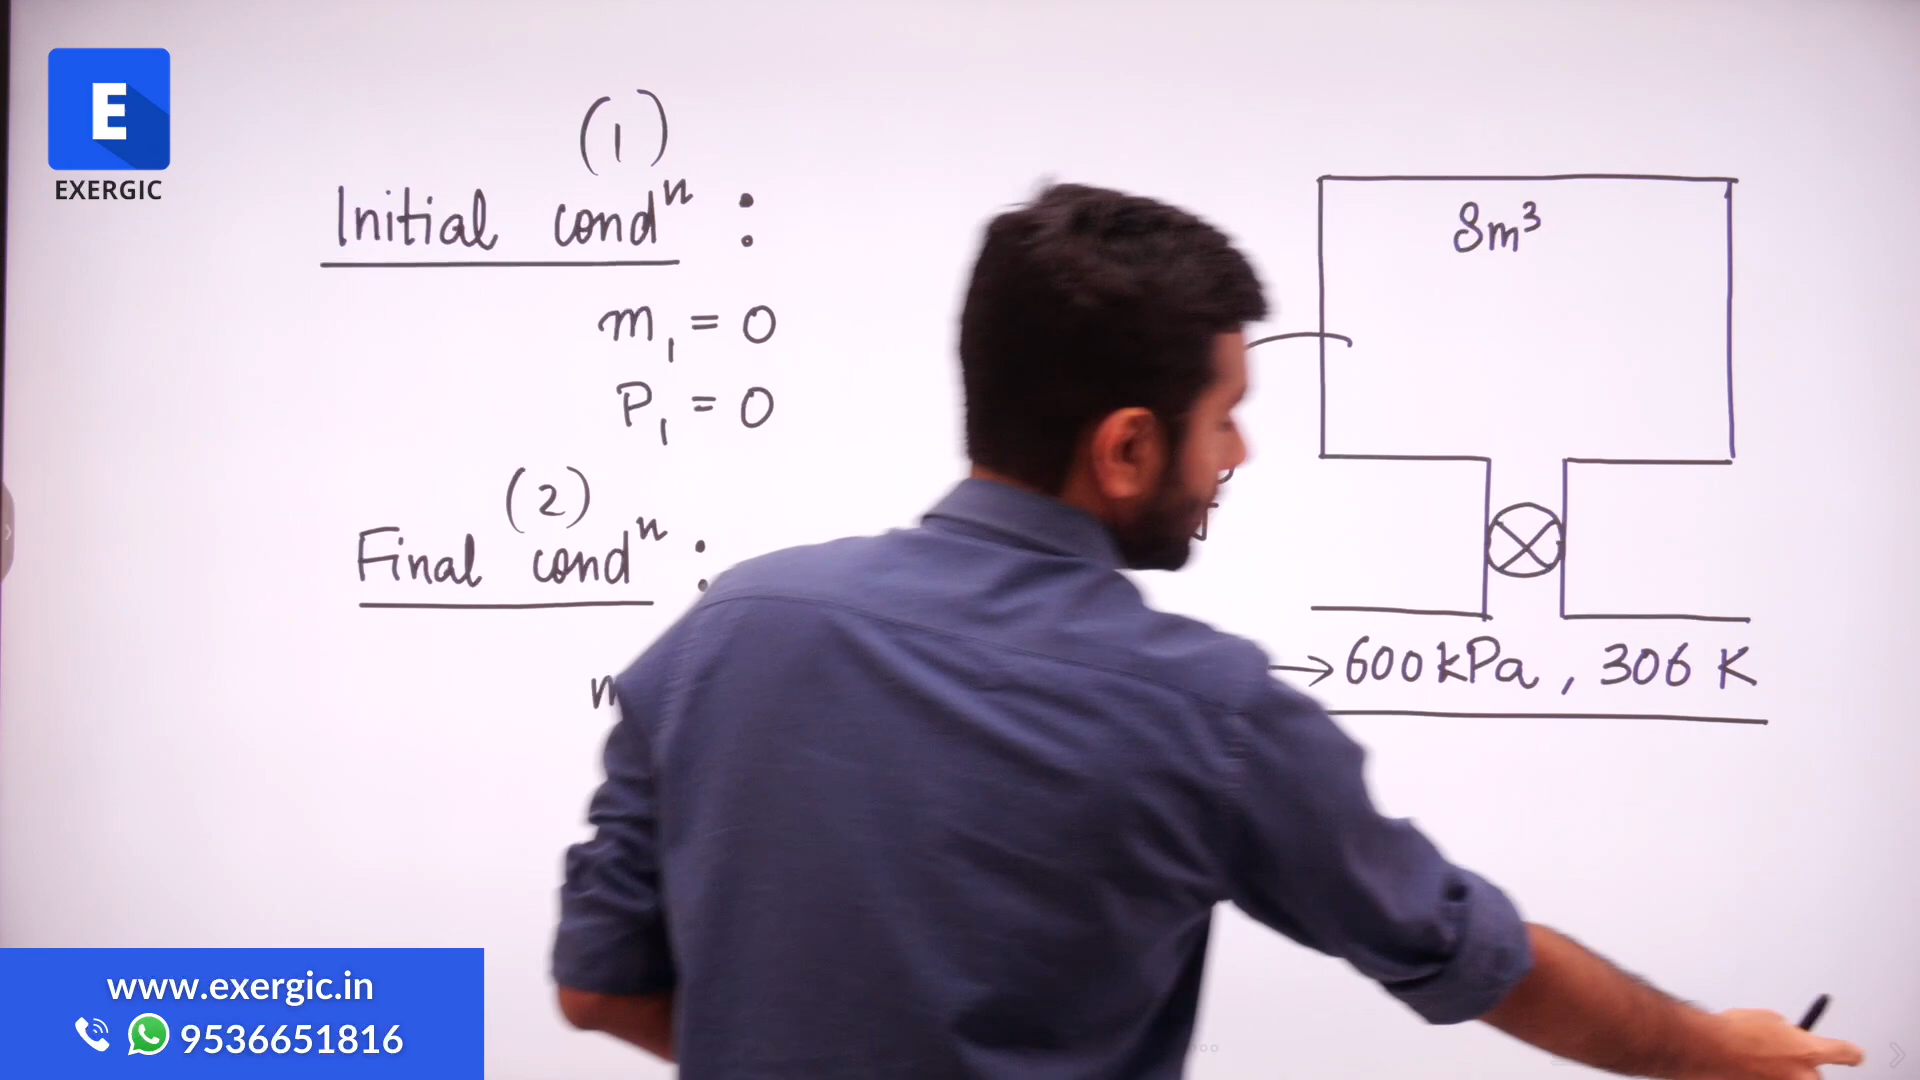 E
EXERGIC
(1)
Initial condⁿ :
m₁ = 0
P₁ = 0
(2)
Final condⁿ :
8m³
→ 600 kPa , 306 K
www.exergic.in
9536651816